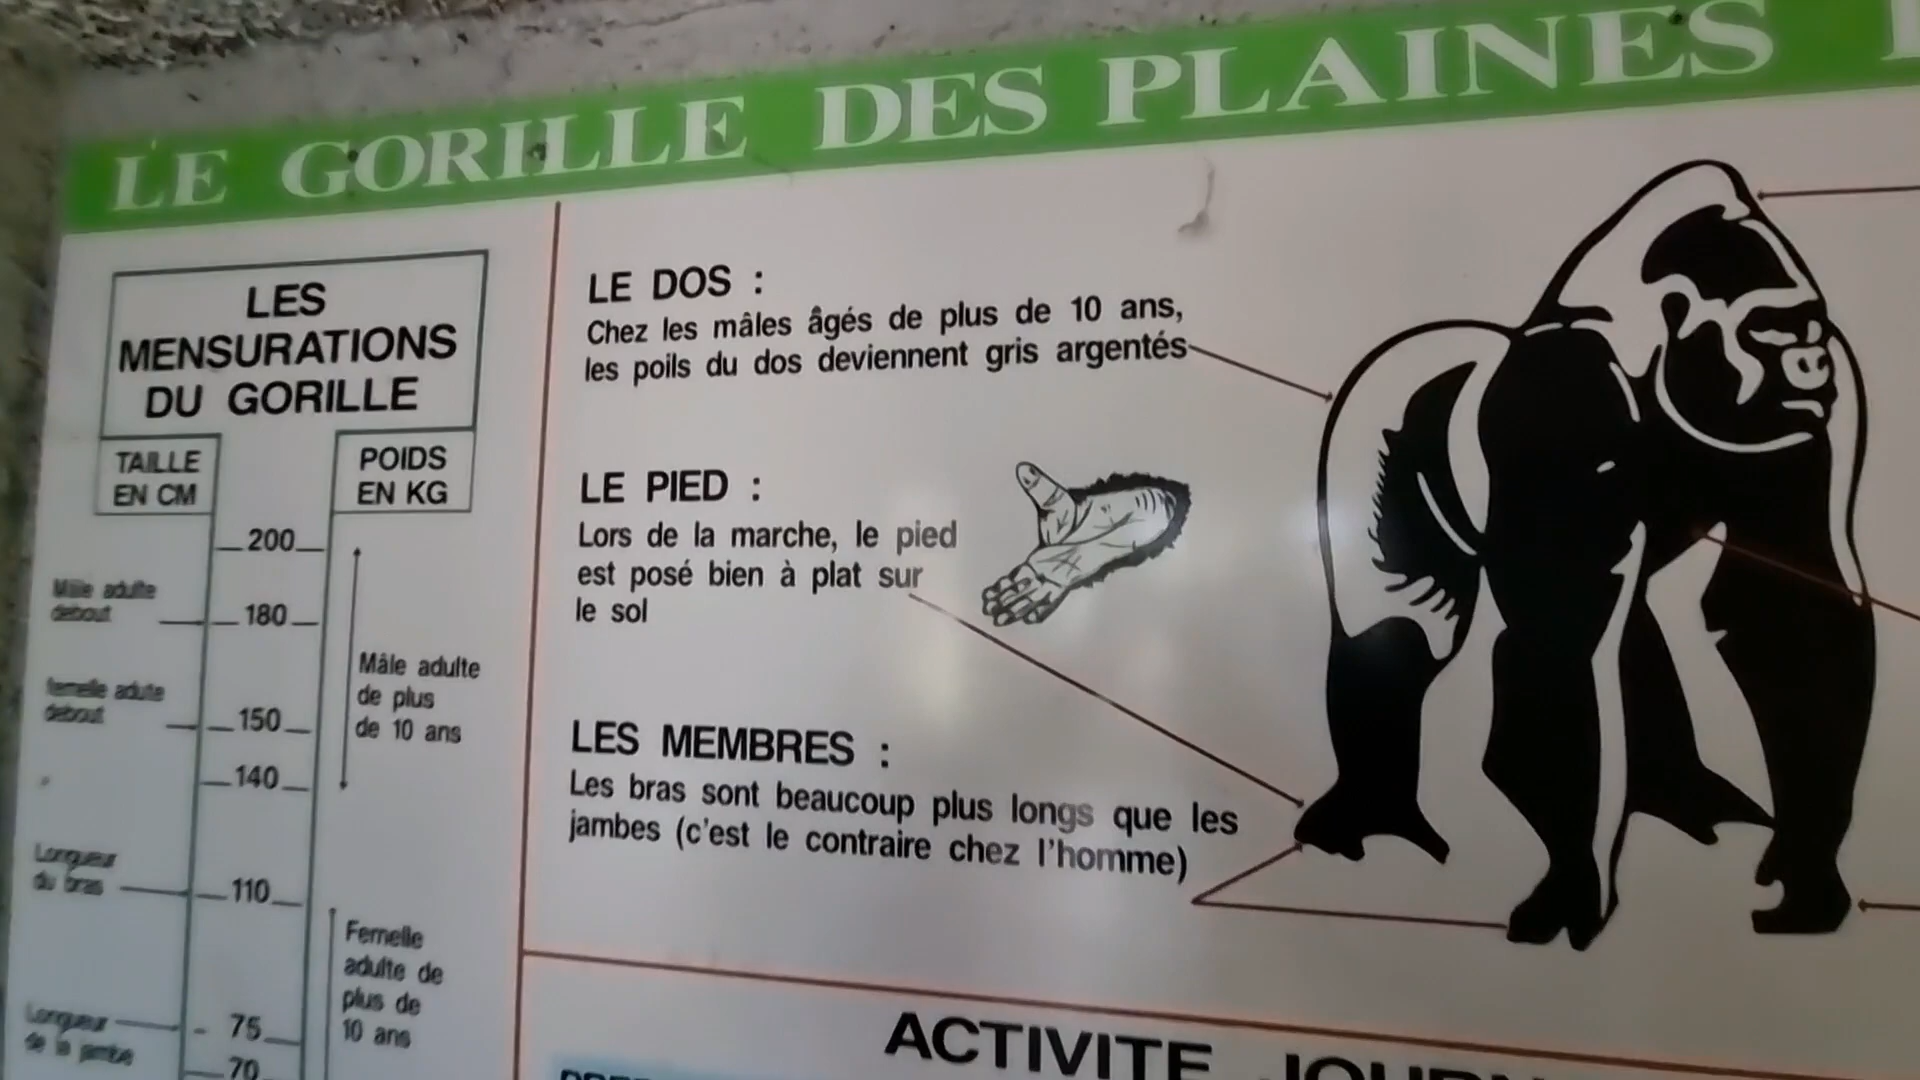 LE GORILLE DES PLAINES
LES
MENSURATIONS
DU GORILLE
TAILLE
EN CM
POIDS
EN KG
200
Mâle adulte
debout
180
Mâle adulte
de plus
de 10 ans
femelle adulte
debout
150
140
Longueur
du bras
110
Femelle
adulte de
plus de
10 ans
Longueur
de la jambe
75
70
LE DOS :
Chez les mâles âgés de plus de 10 ans,
les poils du dos deviennent gris argentés
LE PIED :
Lors de la marche, le pied
est posé bien à plat sur
le sol
LES MEMBRES :
Les bras sont beaucoup plus longs que les
jambes (c'est le contraire chez l'homme)
ACTIVITE